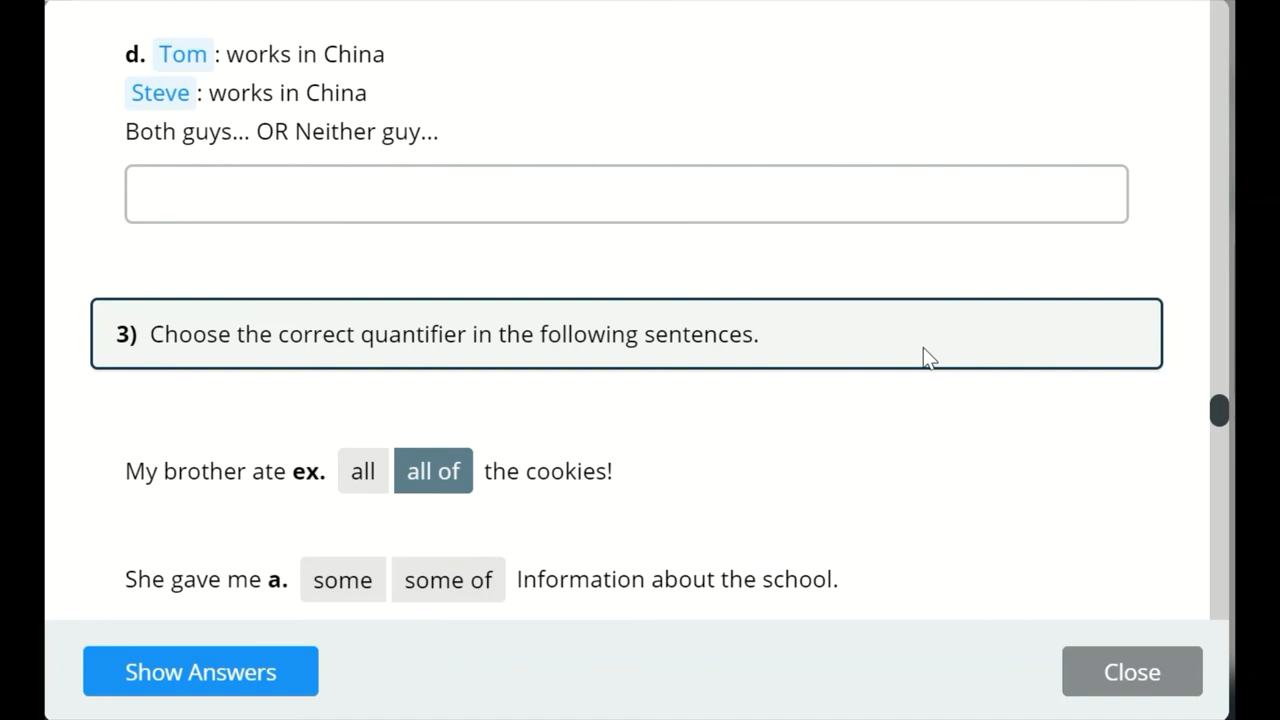 d. Tom : works in China
Steve : works in China
Both guys... OR Neither guy...
3) Choose the correct quantifier in the following sentences.
My brother ate ex. all all of the cookies!
She gave me a. some some of Information about the school.
Show Answers Close